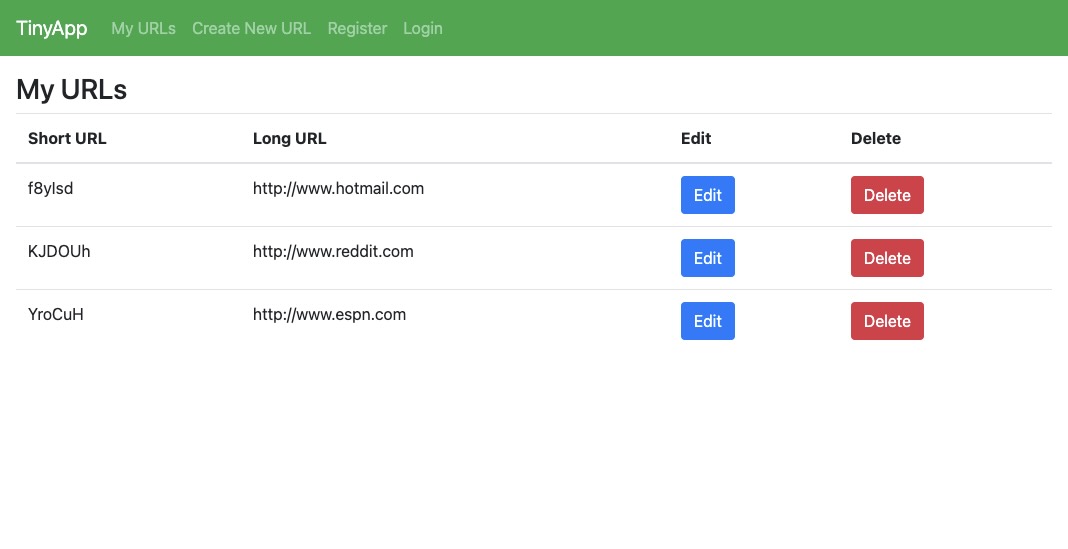 TinyApp My URLs Create New URL Register Login
My URLs
Short URL Long URL Edit Delete
f8ylsd http://www.hotmail.com Edit Delete
KJDOUh http://www.reddit.com Edit Delete
YroCuH http://www.espn.com Edit Delete